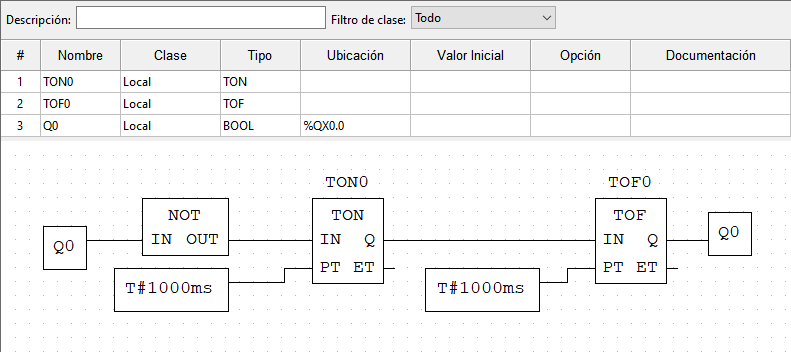 Descripción: Filtro de clase: Todo
# Nombre Clase Tipo Ubicación Valor Inicial Opción Documentación
1 TON0 Local TON
2 TOF0 Local TOF
3 Q0 Local BOOL %QX0.0
TON0 TOF0
NOT TON TOF
Q0 IN OUT IN Q IN Q Q0
PT ET PT ET
T#1000ms T#1000ms